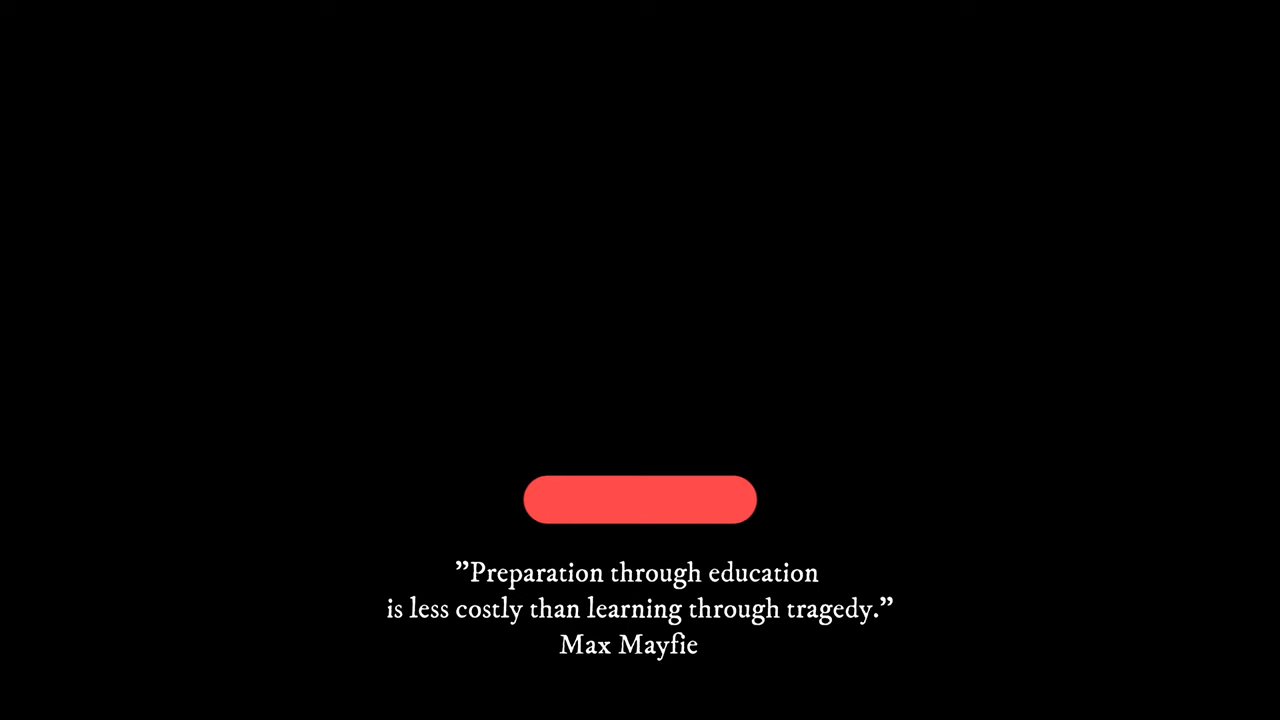 ”Preparation through education
is less costly than learning through tragedy.”
Max Mayfie